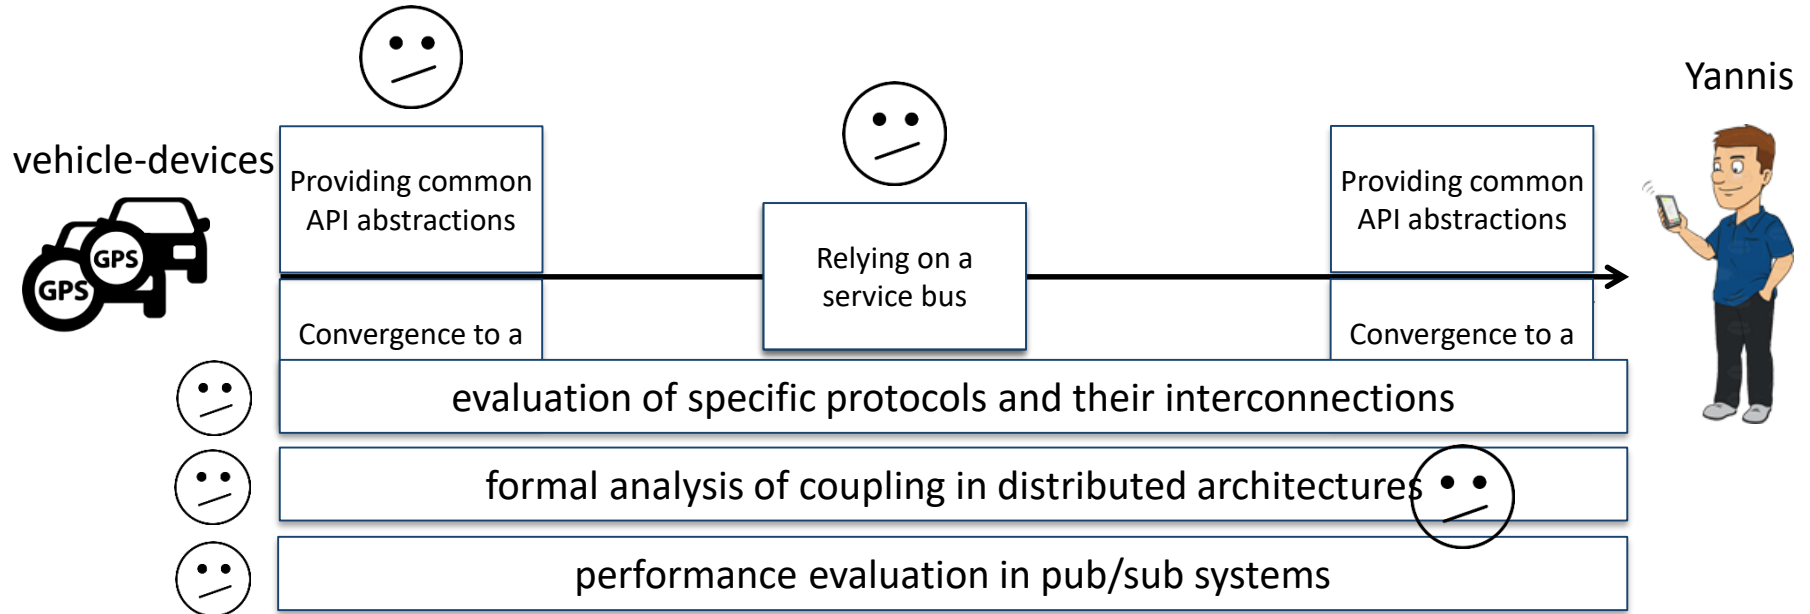 Yannis
vehicle-devices
Providing common
API abstractions
Providing common
API abstractions
GPS
GPS
Relying on a
service bus
Convergence to a
Convergence to a
evaluation of specific protocols and their interconnections
formal analysis of coupling in distributed architectures
performance evaluation in pub/sub systems